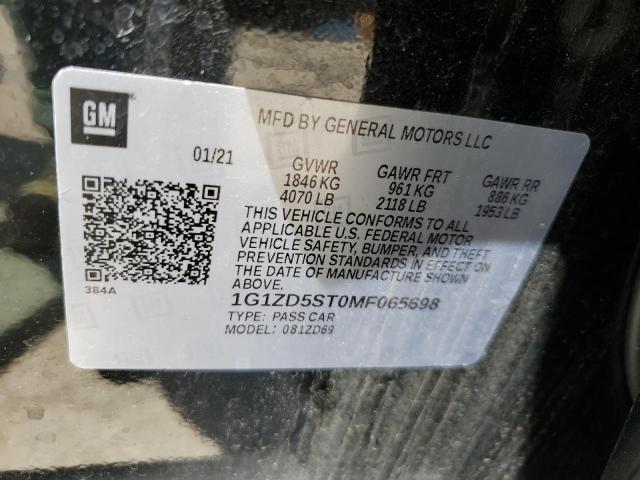 GM
MFD BY GENERAL MOTORS LLC
01/21
GVWR
1846 KG
4070 LB
GAWR FRT
961 KG
2118 LB
GAWR RR
886 KG
1953 LB
THIS VEHICLE CONFORMS TO ALL
APPLICABLE U.S. FEDERAL MOTOR
VEHICLE SAFETY, BUMPER, AND THEFT
PREVENTION STANDARDS IN EFFECT ON
THE DATE OF MANUFACTURE SHOWN
ABOVE.
384A
1G1ZD5ST0MF065698
TYPE: PASS CAR
MODEL: 081ZD69